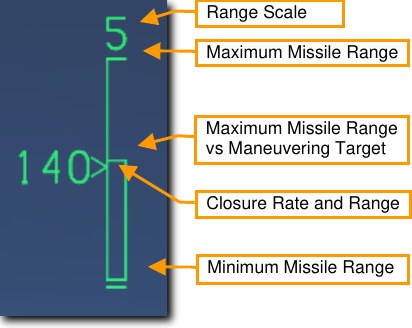 Range Scale
5
Maximum Missile Range
Maximum Missile Range
vs Maneuvering Target
140
Closure Rate and Range
Minimum Missile Range